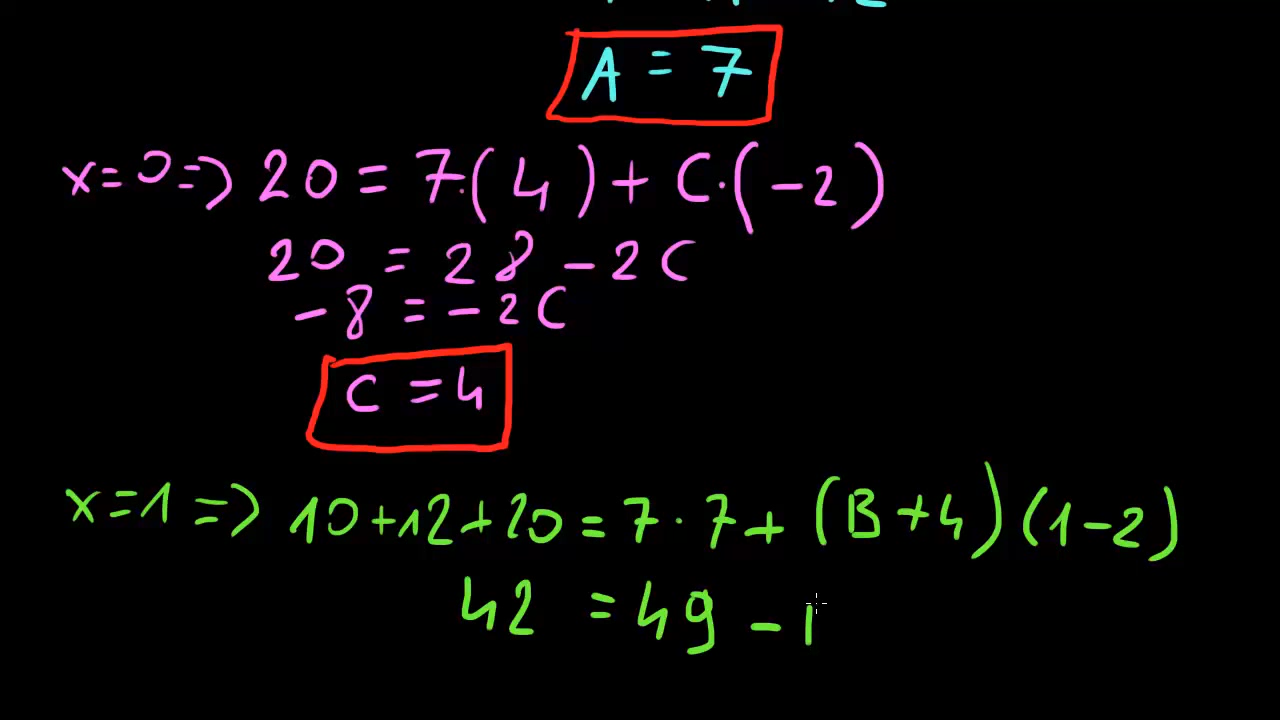 A = 7
x=0=> 20 = 7·(4)+C·(-2)
20 = 28-2C
-8 = -2C
C=4
x=1=> 10+12+20=7·7+(B+4)(1-2)
42 = 49 -